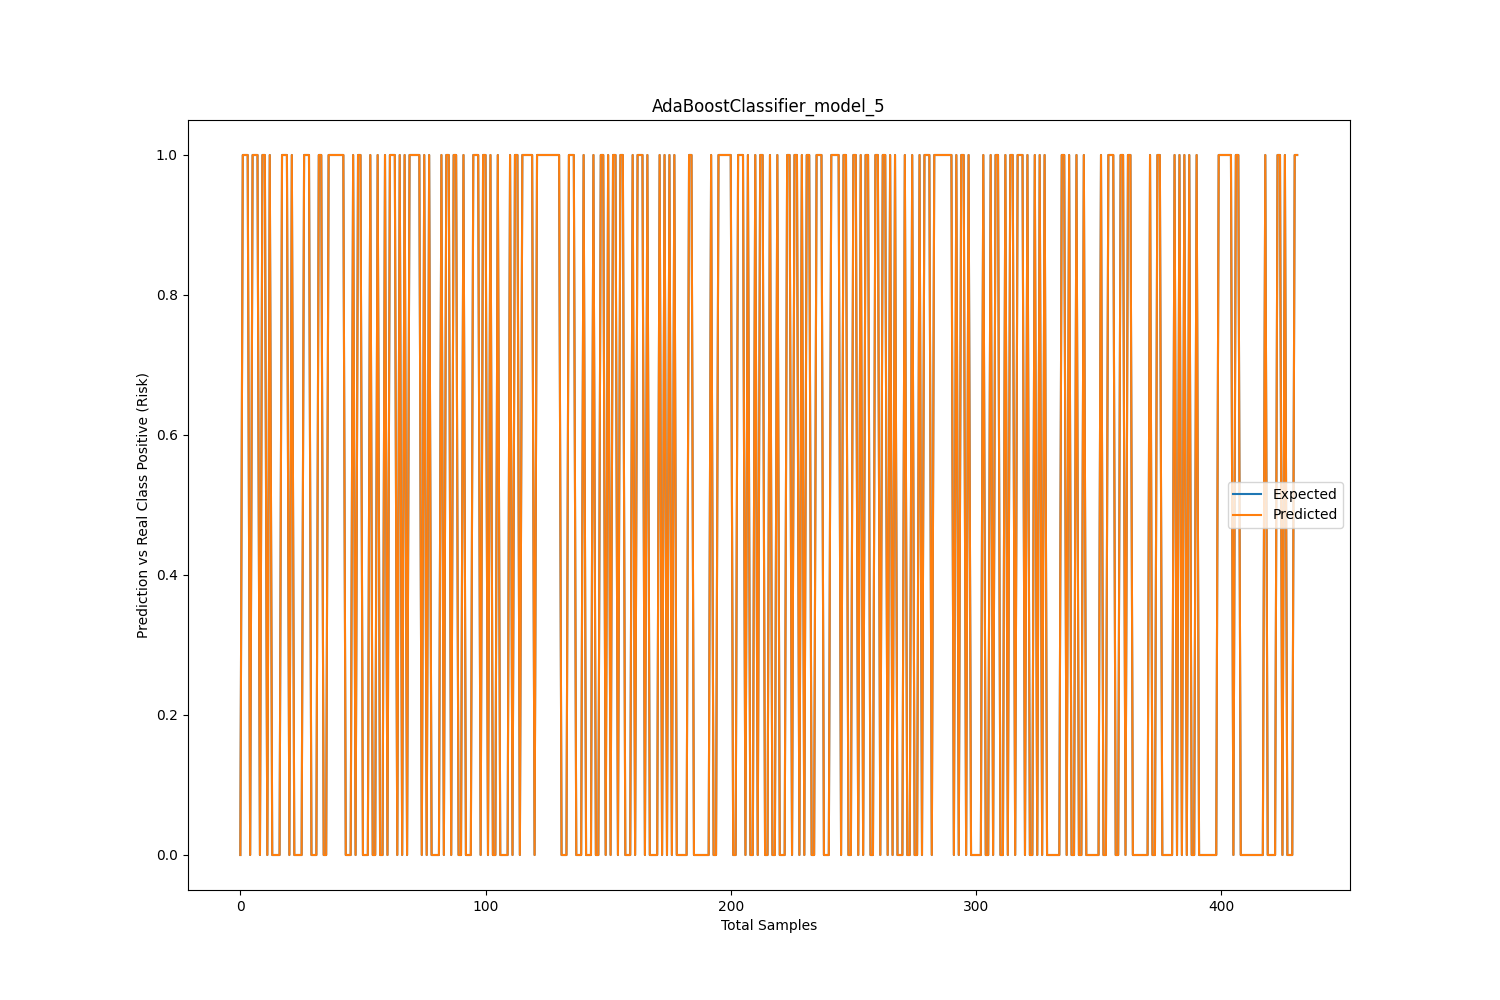 AdaBoostClassifier_model_5
1.0
0.8
0.6
0.4
0.2
0.0
Prediction vs Real Class Positive (Risk)
Expected
Predicted
0
100
200
300
400
Total Samples